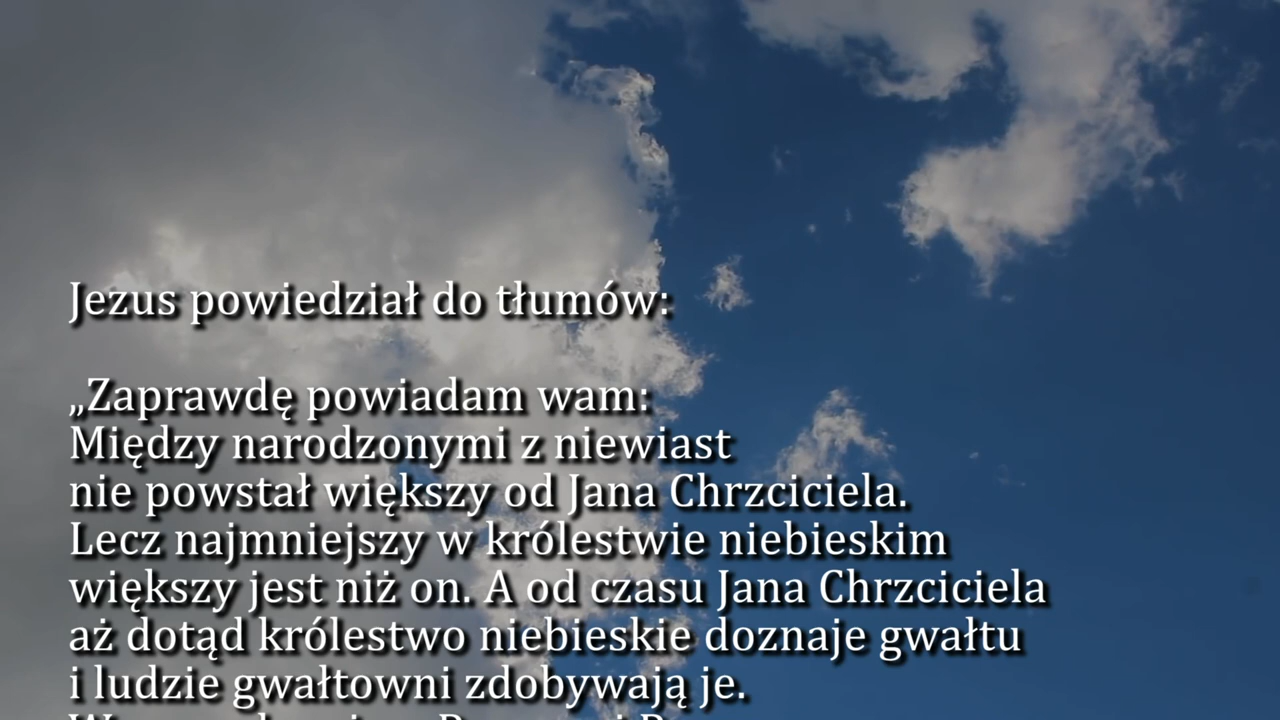 Jezus powiedział do tłumów:
„Zaprawdę powiadam wam:
Między narodzonymi z niewiast
nie powstał większy od Jana Chrzciciela.
Lecz najmniejszy w królestwie niebieskim
większy jest niż on. A od czasu Jana Chrzciciela
aż dotąd królestwo niebieskie doznaje gwałtu
i ludzie gwałtowni zdobywają je.